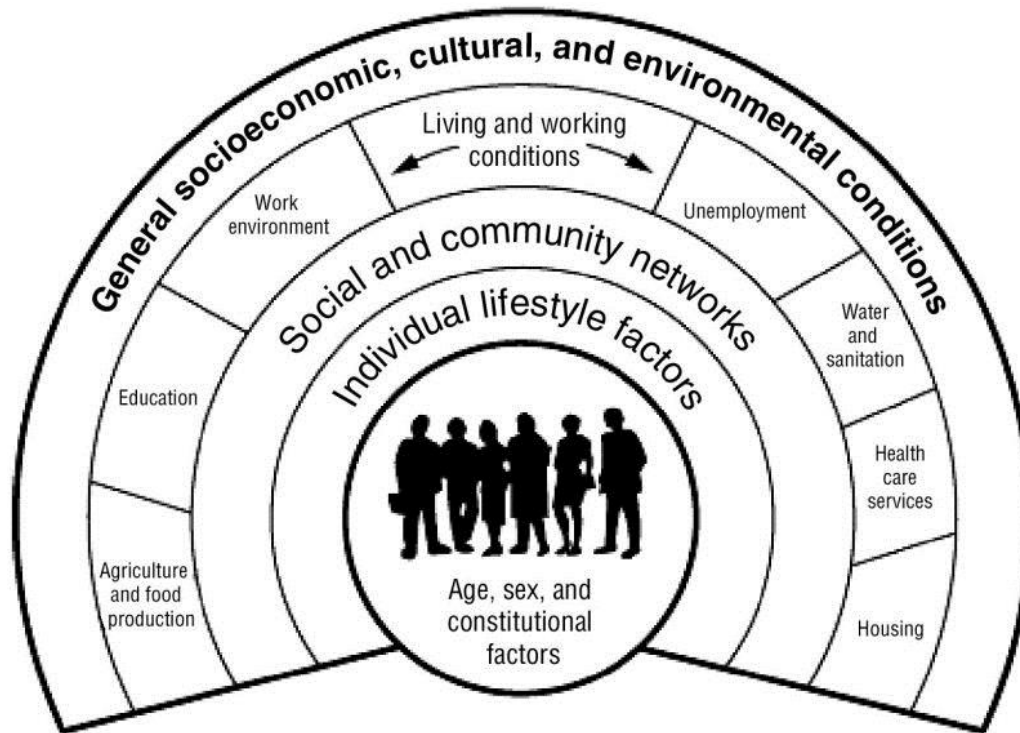 General socioeconomic, cultural, and environmental conditions
Living and working
conditions
Work
environment
Unemployment
Social and community networks
Individual lifestyle factors
Education
Water
and
sanitation
Health
care
services
Agriculture
and food
production
Housing
Age, sex, and
constitutional
factors